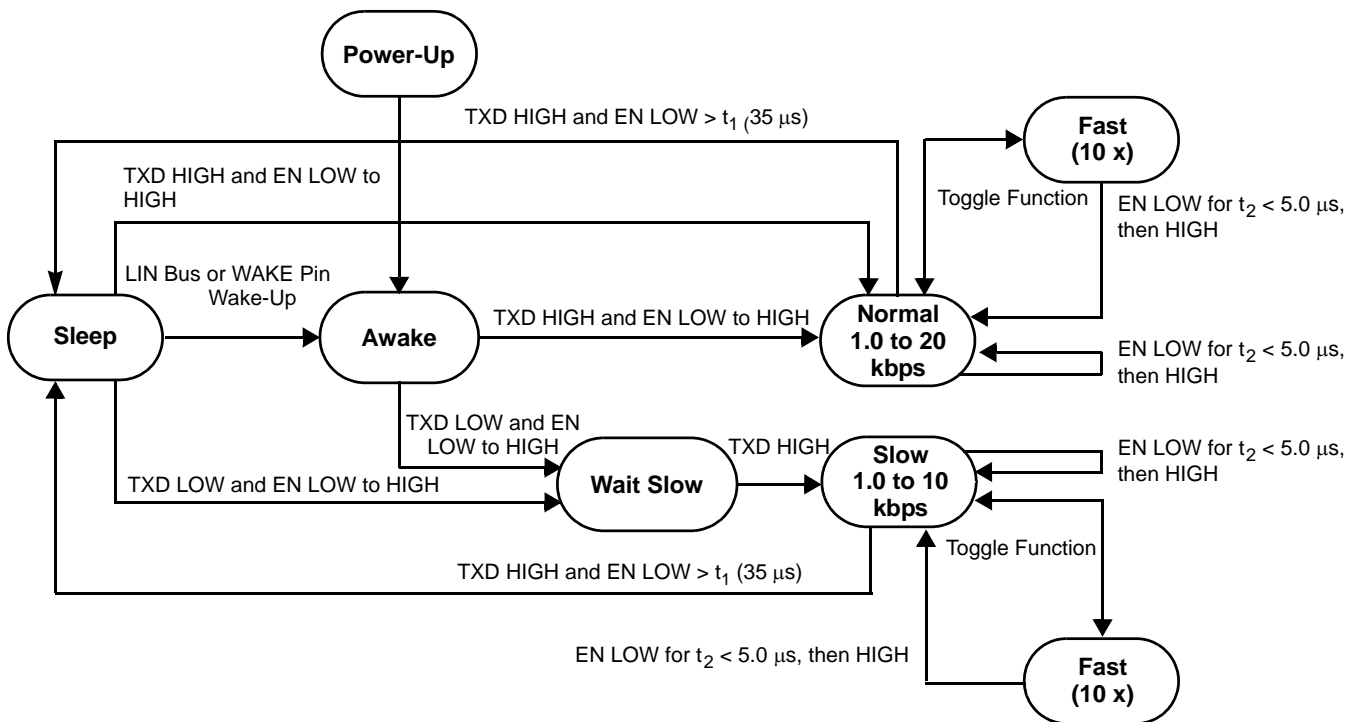 Power-Up
TXD HIGH and EN LOW > t1 (35 μs)
Fast
(10 x)
TXD HIGH and EN LOW to
HIGH
Toggle Function
EN LOW for t2 < 5.0 μs,
then HIGH
LIN Bus or WAKE Pin
Wake-Up
Sleep
Awake
TXD HIGH and EN LOW to HIGH
Normal
1.0 to 20
kbps
EN LOW for t2 < 5.0 μs,
then HIGH
TXD LOW and EN
LOW to HIGH
TXD LOW and EN LOW to HIGH
Wait Slow
TXD HIGH
Slow
1.0 to 10
kbps
EN LOW for t2 < 5.0 μs,
then HIGH
Toggle Function
TXD HIGH and EN LOW > t1 (35 μs)
EN LOW for t2 < 5.0 μs, then HIGH
Fast
(10 x)